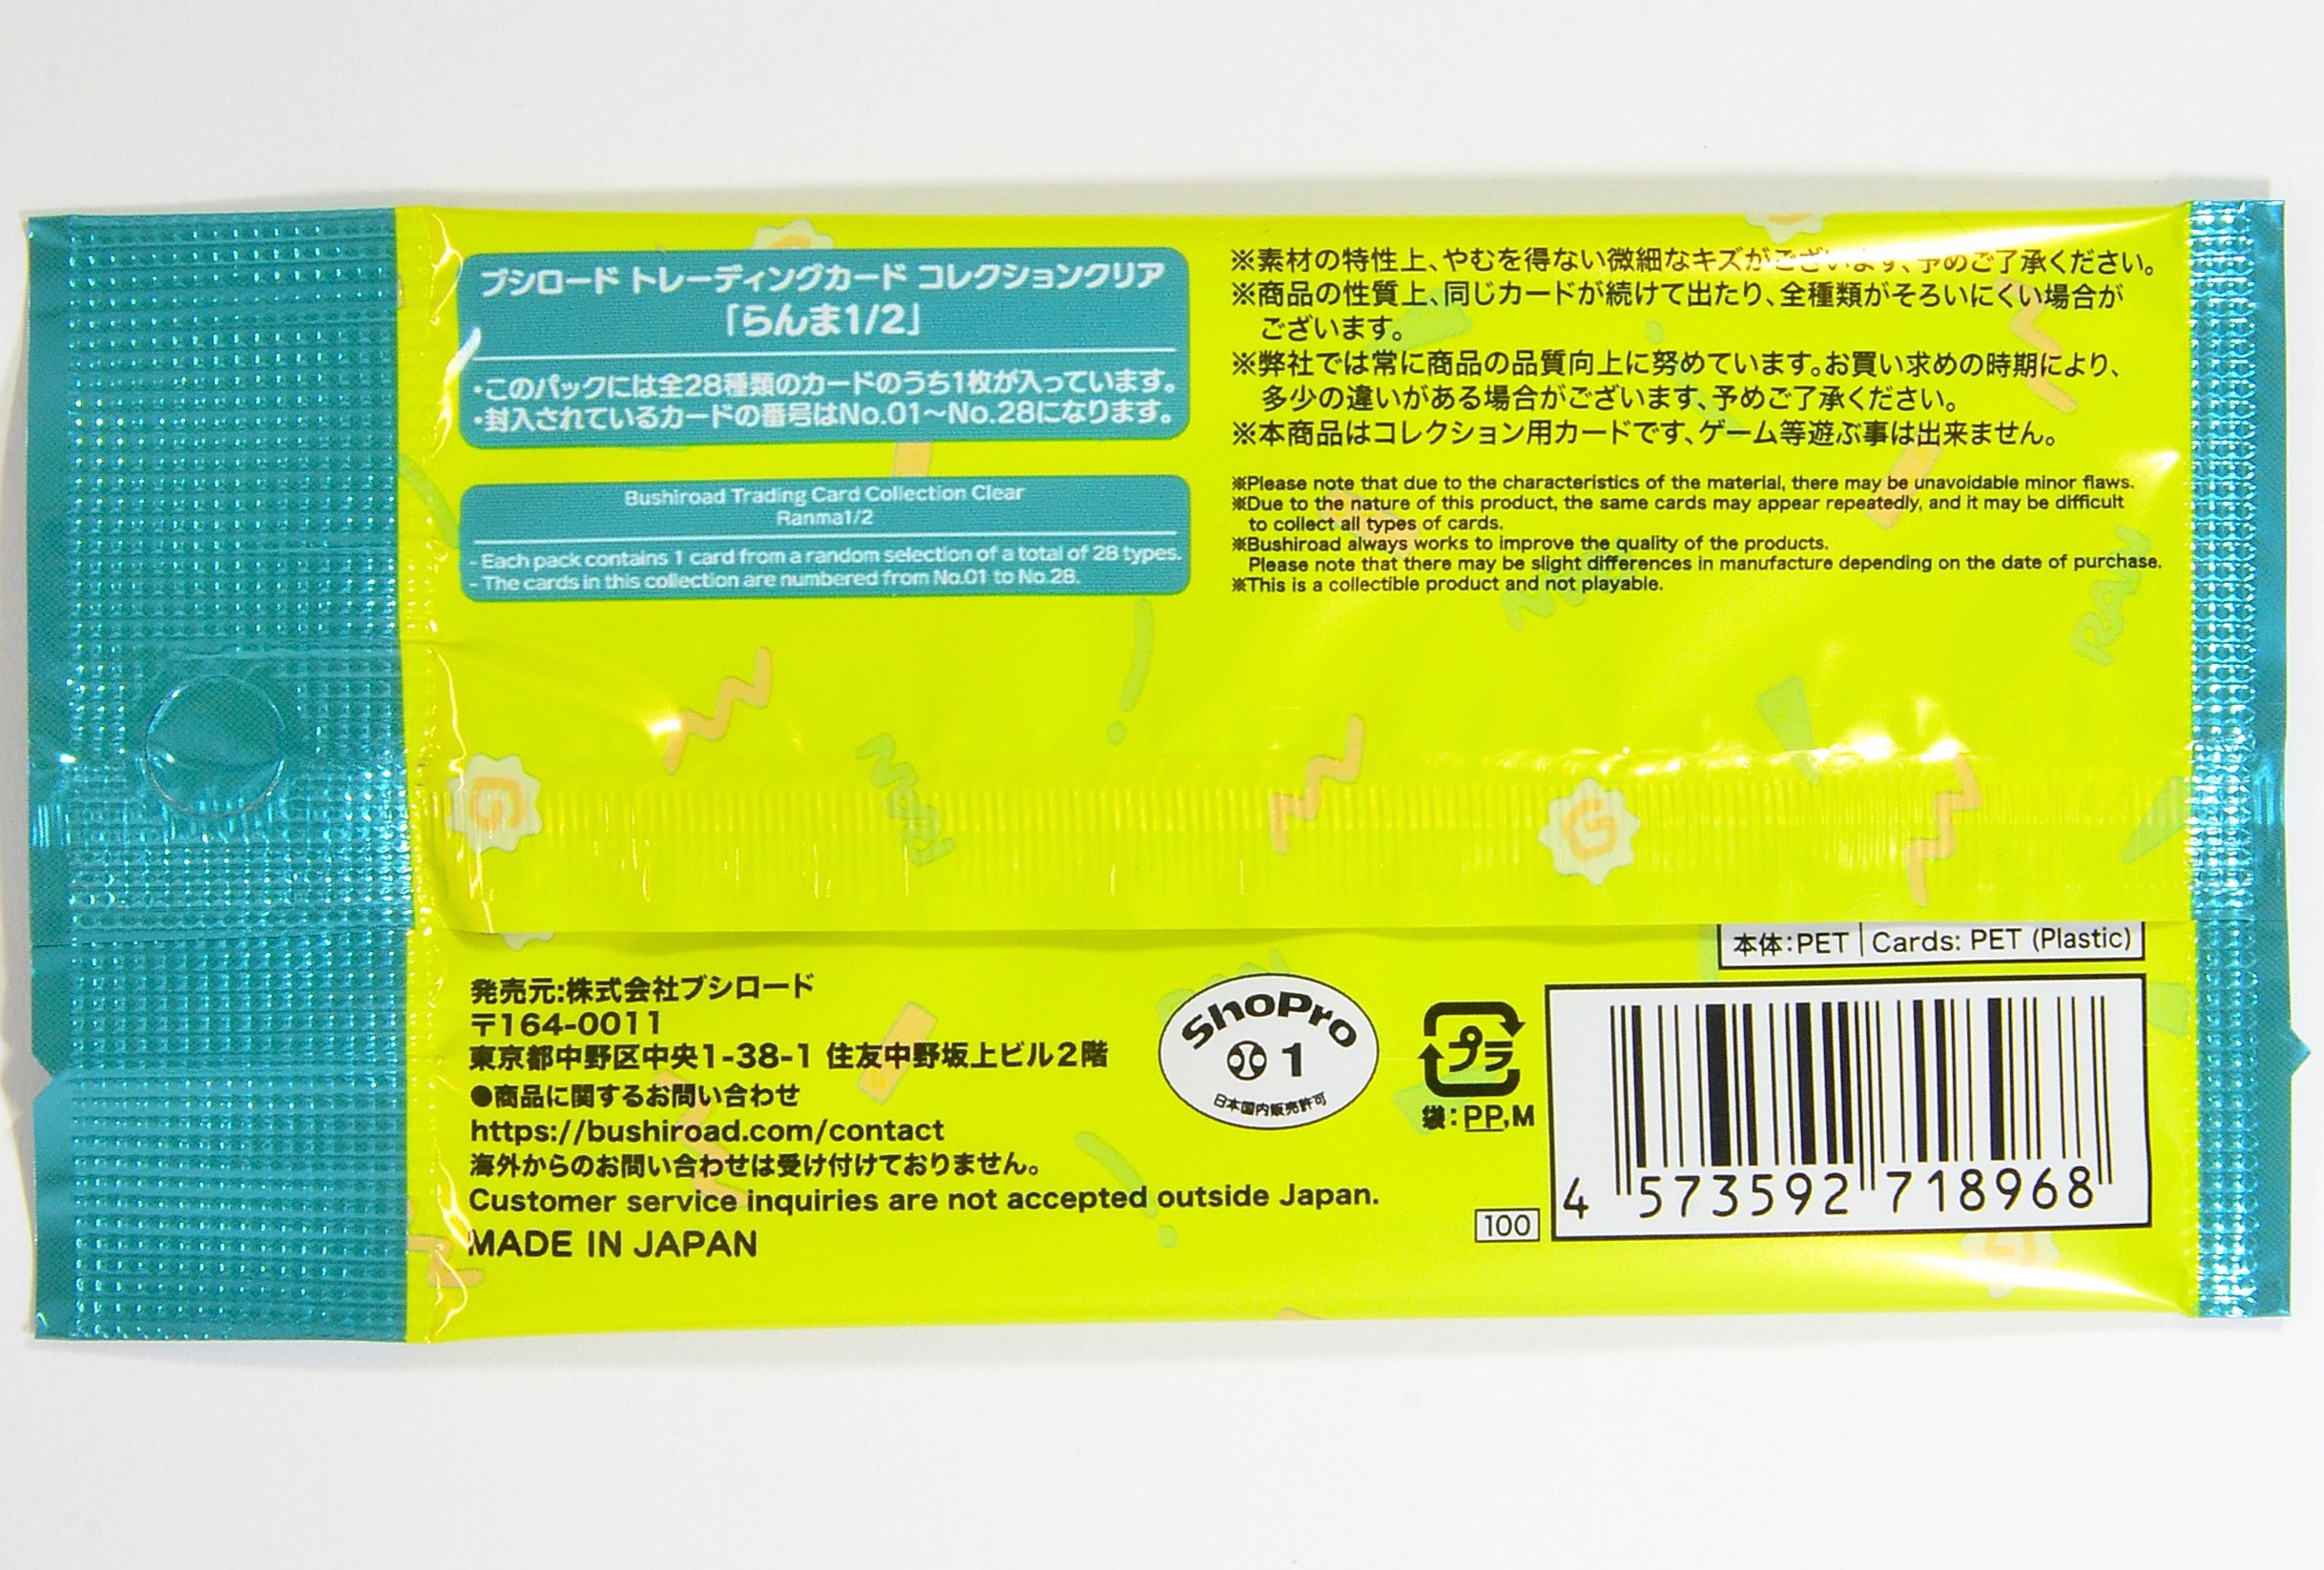 ブシロード トレーディングカード コレクションクリア
「らんま1/2」
・このパックには全28種類のカードのうち1枚が入っています。
・封入されているカードの番号はNo.01～No.28になります。
Bushiroad Trading Card Collection Clear
Ranma1/2
- Each pack contains 1 card from a random selection of a total of 28 types.
- The cards in this collection are numbered from No.01 to No.28.
※素材の特性上、やむを得ない微細なキズがございます、予めご了承ください。
※商品の性質上、同じカードが続けて出たり、全種類がそろいにくい場合が
ございます。
※弊社では常に商品の品質向上に努めています。お買い求めの時期により、
多少の違いがある場合がございます、予めご了承ください。
※本商品はコレクション用カードです、ゲーム等遊ぶ事は出来ません。
※Please note that due to the characteristics of the material, there may be unavoidable minor flaws.
※Due to the nature of this product, the same cards may appear repeatedly, and it may be difficult
to collect all types of cards.
※Bushiroad always works to improve the quality of the products.
Please note that there may be slight differences in manufacture depending on the date of purchase.
※This is a collectible product and not playable.
本体:PET | Cards: PET (Plastic)
発売元:株式会社ブシロード
〒164-0011
東京都中野区中央1-38-1 住友中野坂上ビル2階
●商品に関するお問い合わせ
https://bushiroad.com/contact
海外からのお問い合わせは受け付けておりません。
Customer service inquiries are not accepted outside Japan.
MADE IN JAPAN
ShoPro
1
日本国内販売許可
プラ
袋:PP,M
100
4 573592 718968